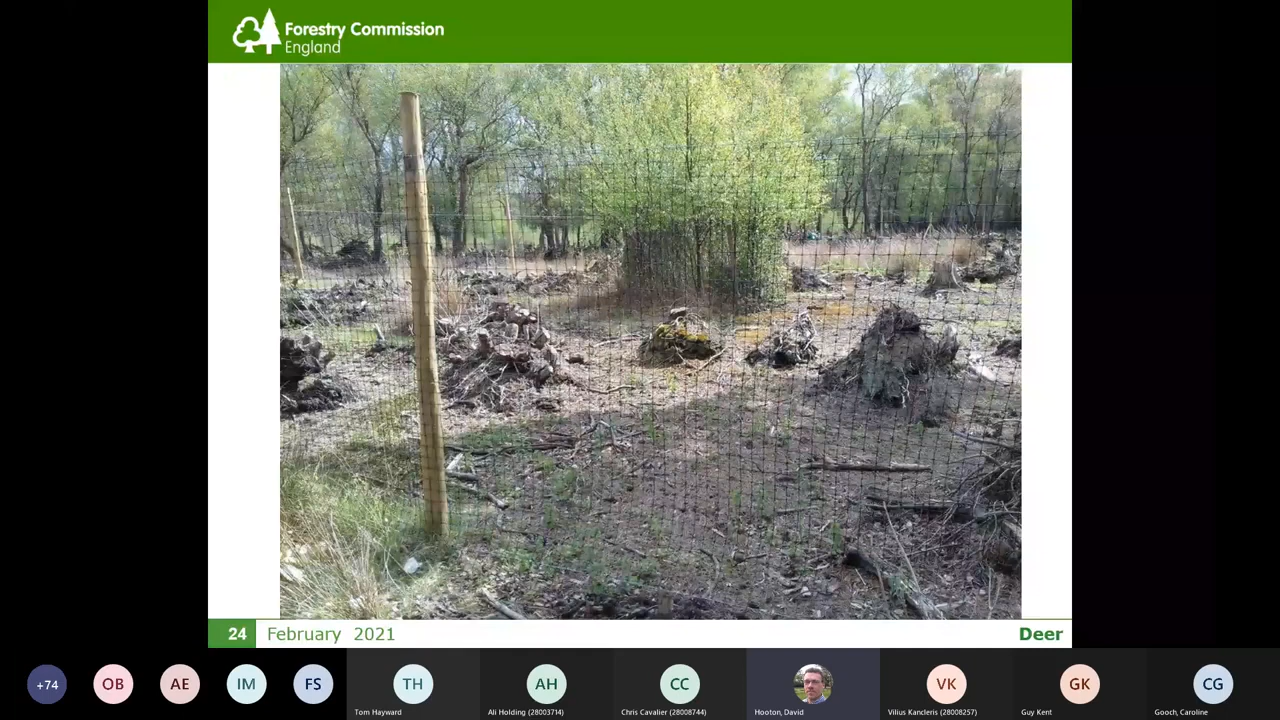 Forestry Commission
England
24 February 2021 Deer
+74 OB AE IM FS TH AH CC VK GK CG
Tom Hayward Ali Holding (28003714) Chris Cavalier (28008744) Hooton, David Vilius Kancleris (28008257) Guy Kent Gooch, Caroline